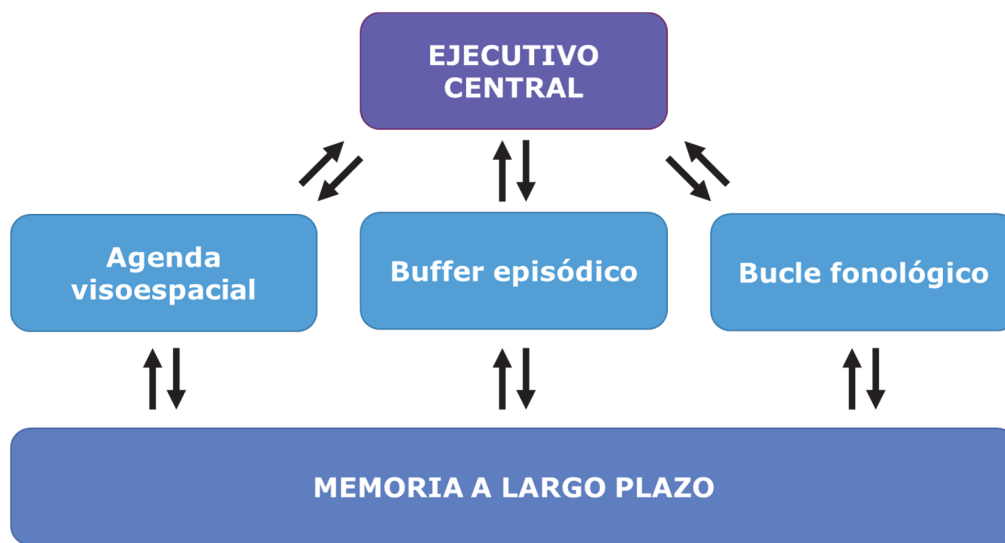 EJECUTIVO
CENTRAL
Agenda
visoespacial
Buffer episódico
Bucle fonológico
MEMORIA A LARGO PLAZO